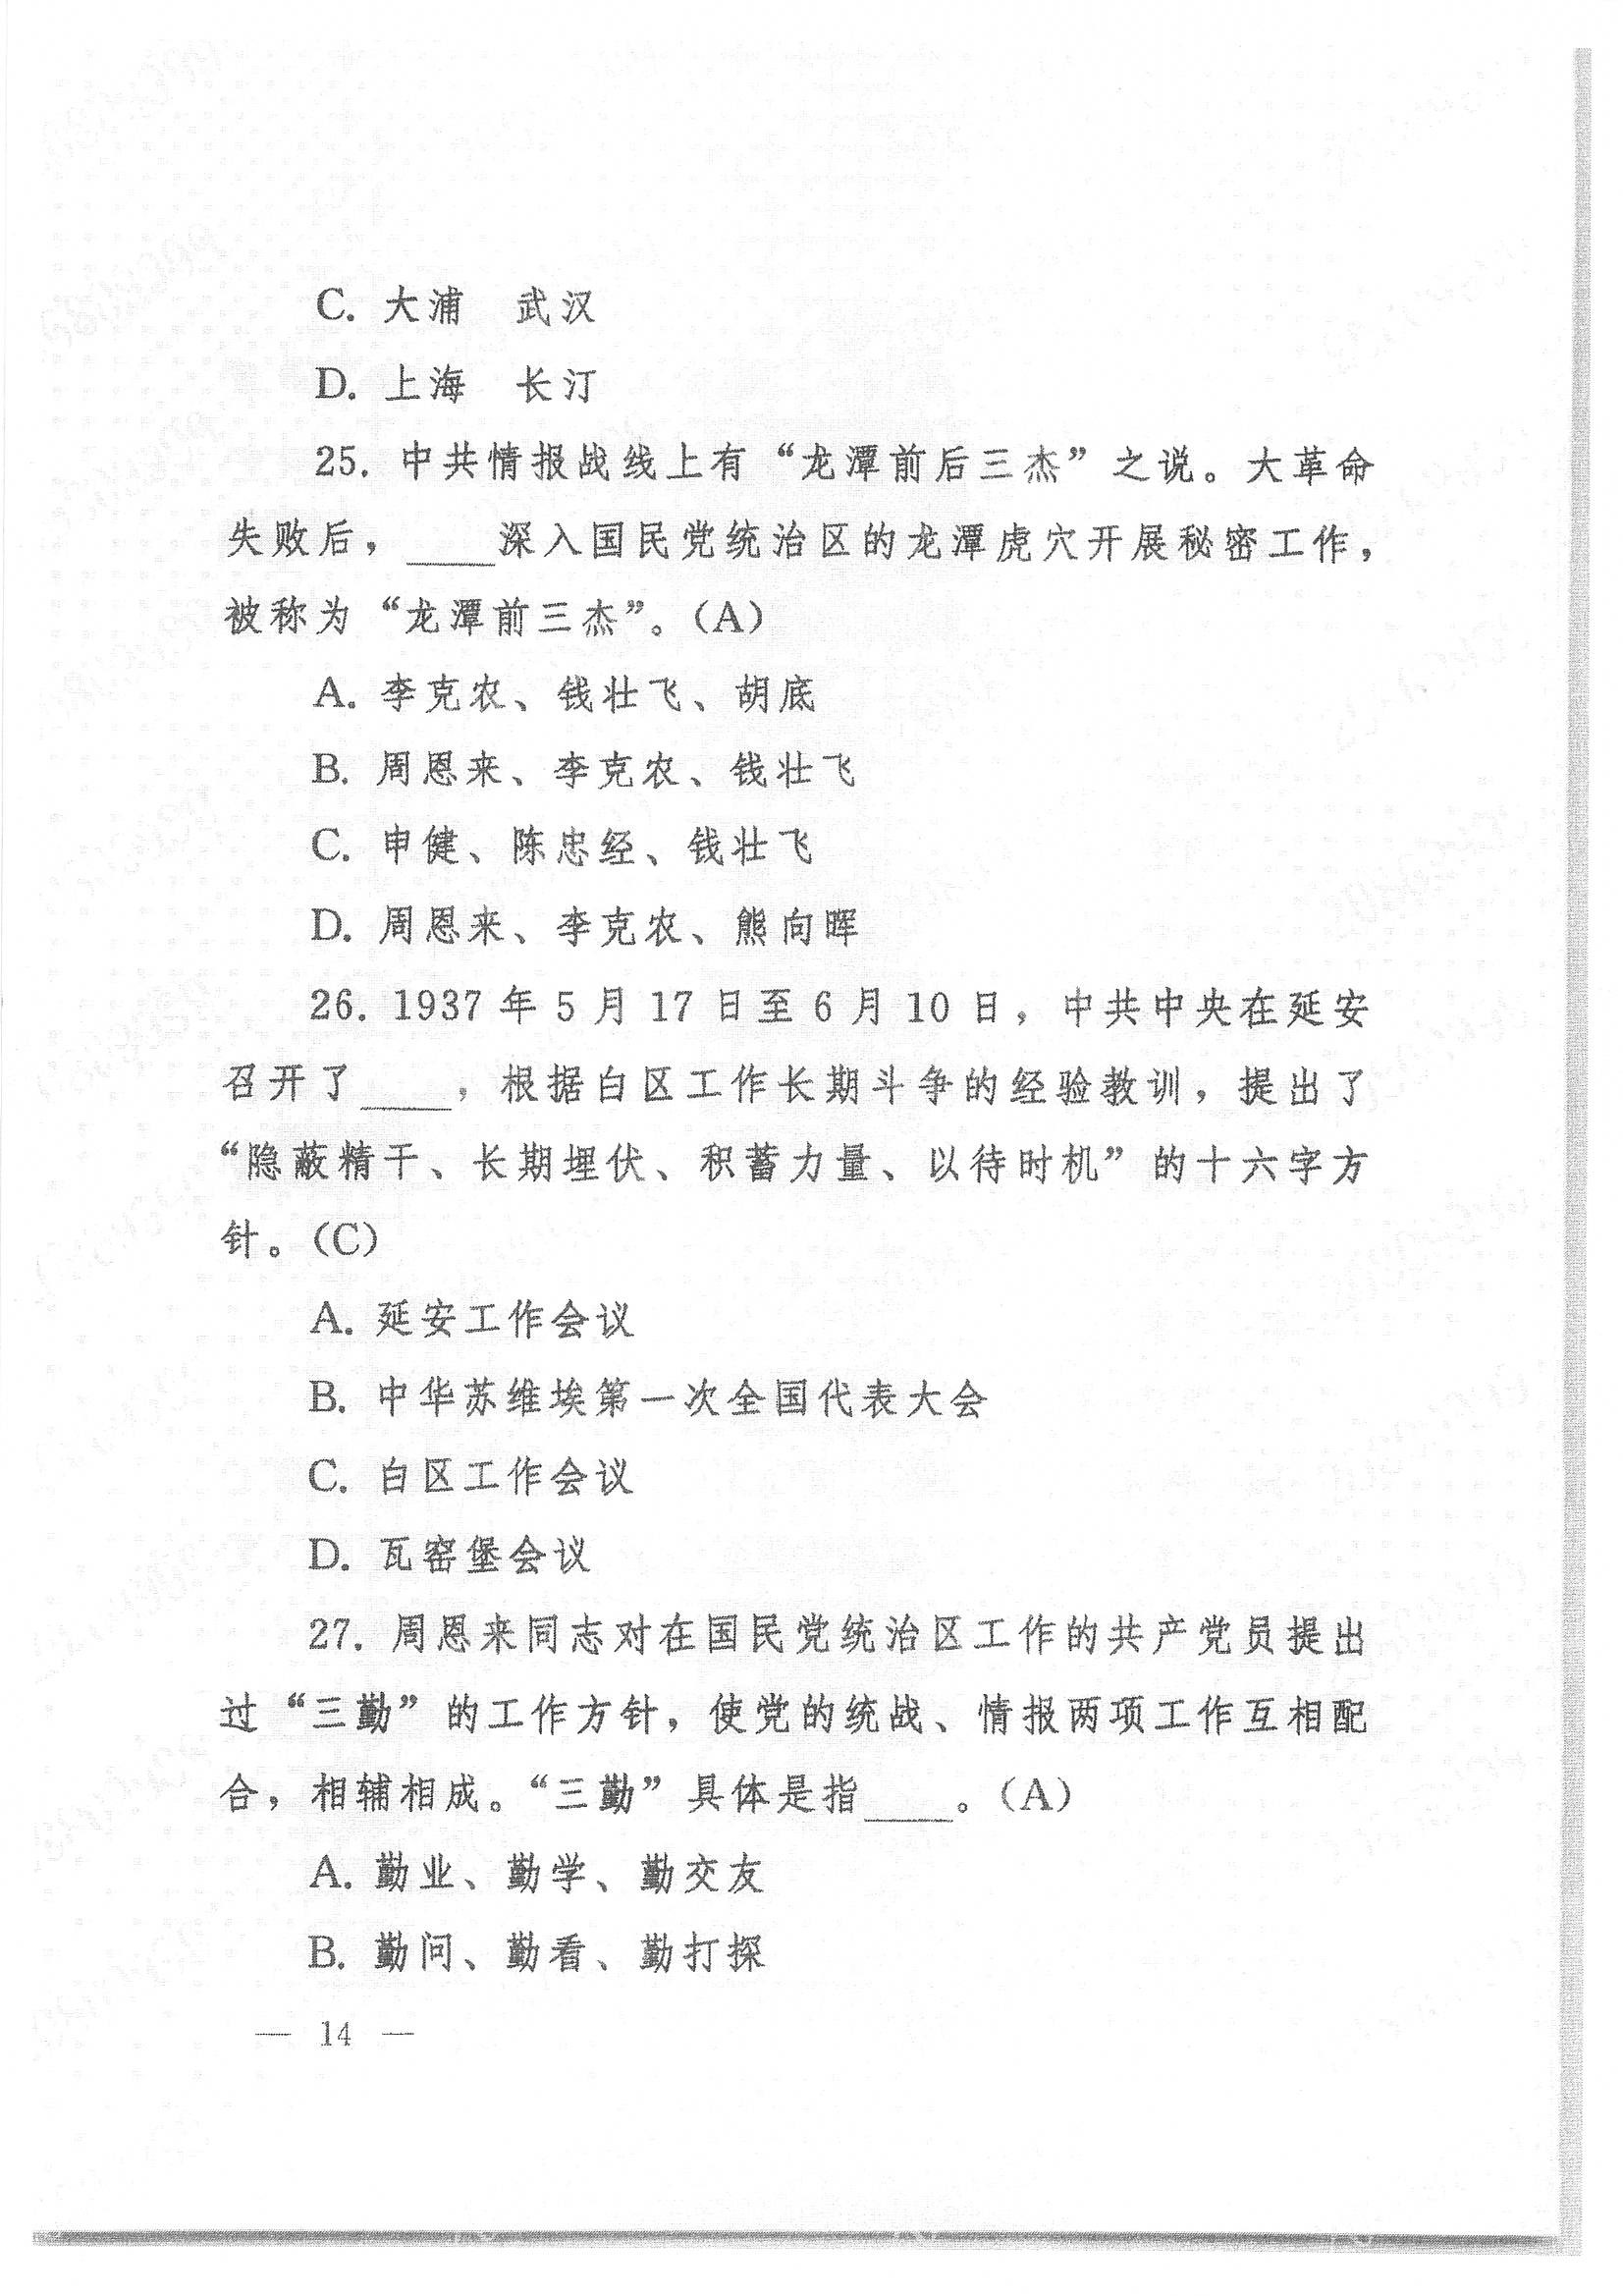 C. 大浦　武汉
D. 上海　长汀
25. 中共情报战线上有“龙潭前后三杰”之说。大革命
失败后，____深入国民党统治区的龙潭虎穴开展秘密工作，
被称为“龙潭前三杰”。（A）
A. 李克农、钱壮飞、胡底
B. 周恩来、李克农、钱壮飞
C. 申健、陈忠经、钱壮飞
D. 周恩来、李克农、熊向晖
26. 1937 年 5 月 17 日至 6 月 10 日，中共中央在延安
召开了____，根据白区工作长期斗争的经验教训，提出了
“隐蔽精干、长期埋伏、积蓄力量、以待时机”的十六字方
针。（C）
A. 延安工作会议
B. 中华苏维埃第一次全国代表大会
C. 白区工作会议
D. 瓦窑堡会议
27. 周恩来同志对在国民党统治区工作的共产党员提出
过“三勤”的工作方针，使党的统战、情报两项工作互相配
合，相辅相成。“三勤”具体是指____。（A）
A. 勤业、勤学、勤交友
B. 勤问、勤看、勤打探
— 14 —